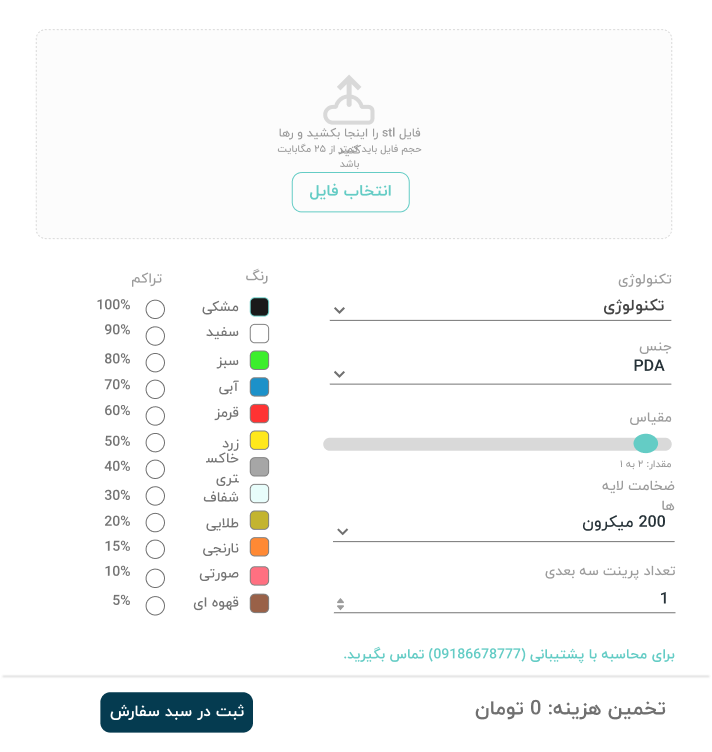 فایل stl را اینجا بکشید و رها
کنید
حجم فایل باید کمتر از ۲۵ مگابایت
باشد
انتخاب فایل
تکنولوژی
تکنولوژی
جنس
PDA
مقیاس
مقدار: ۲ به ۱
ضخامت لایه
ها
200 میکرون
تعداد پرینت سه بعدی
1
رنگ
مشکی
سفید
سبز
آبی
قرمز
زرد
خاکس
تری
شفاف
طلایی
نارنجی
صورتی
قهوه ای
تراکم
100%
90%
80%
70%
60%
50%
40%
30%
20%
15%
10%
5%
برای محاسبه با پشتیبانی (09186678777) تماس بگیرید.
تخمین هزینه: 0 تومان
ثبت در سبد سفارش